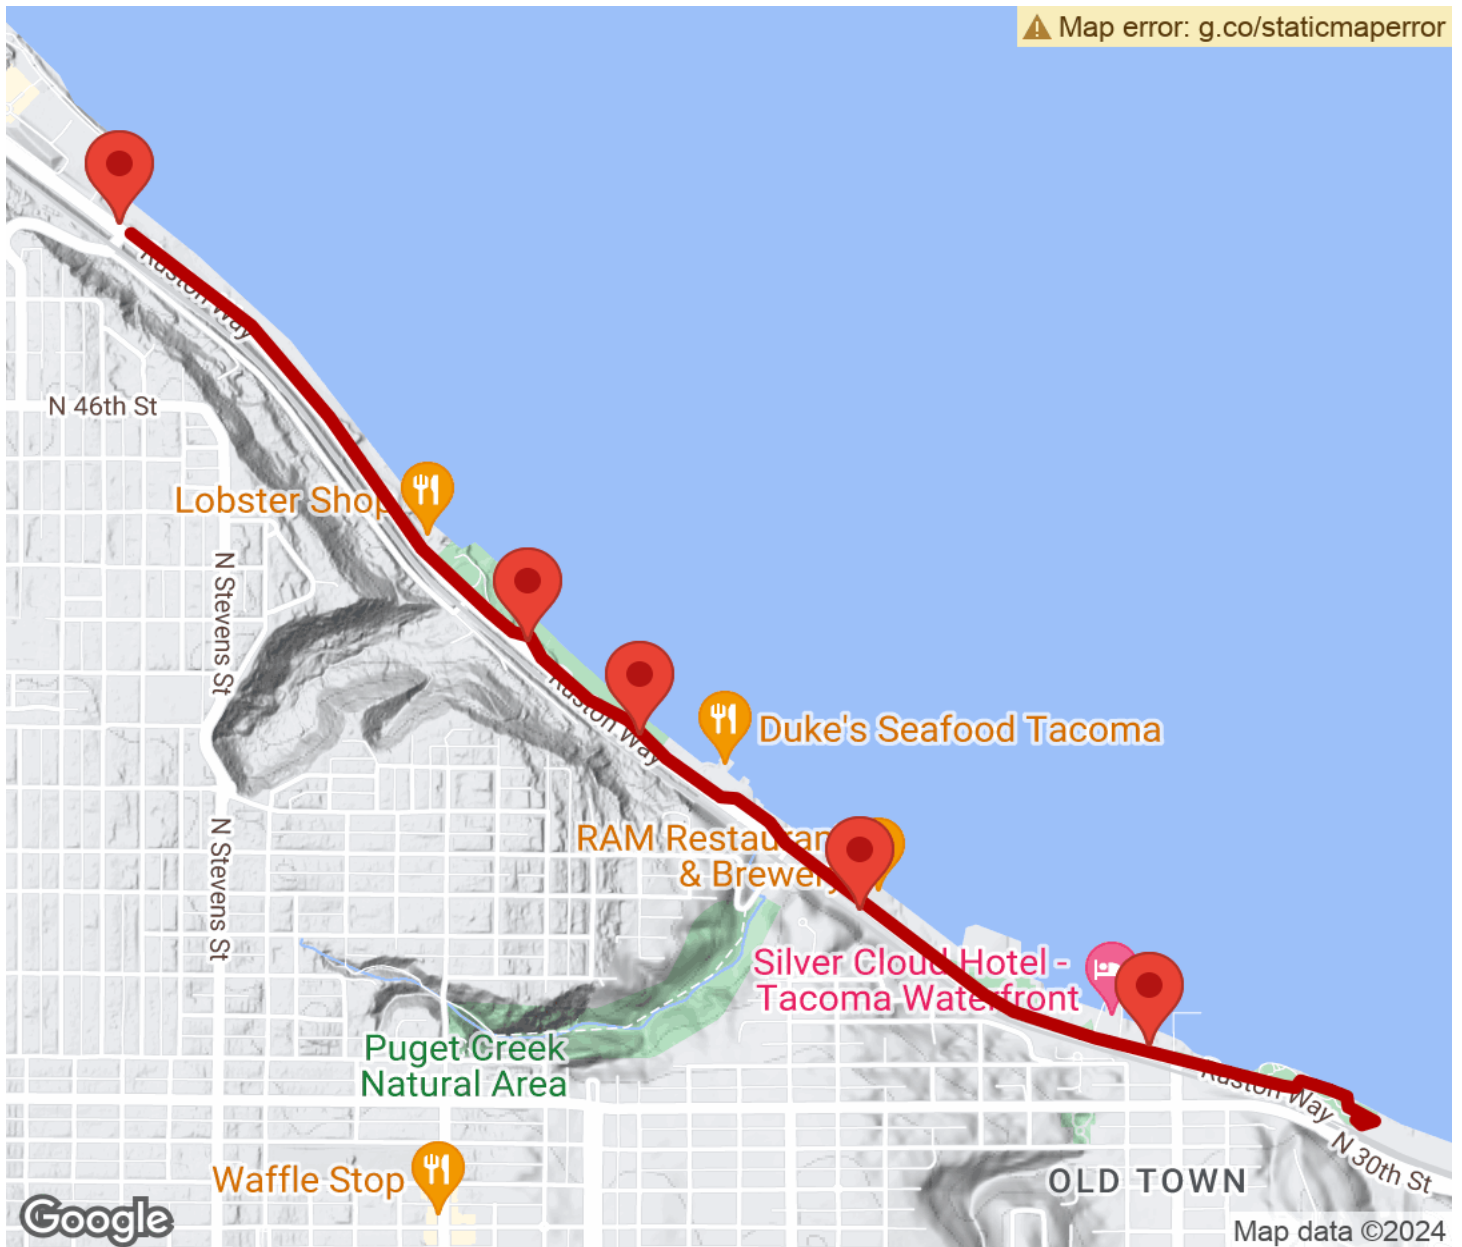 Map error: g.co/staticmaperror
Ruston Way
N 46th St
Lobster Shop
N Stevens St
Ruston Way
Duke's Seafood Tacoma
RAM Restaurant
& Brewery
N Stevens St
Silver Cloud Hotel -
Tacoma Waterfront
Puget Creek
Natural Area
Ruston Way
N 30th St
Waffle Stop
OLD TOWN
Google
Map data ©2024